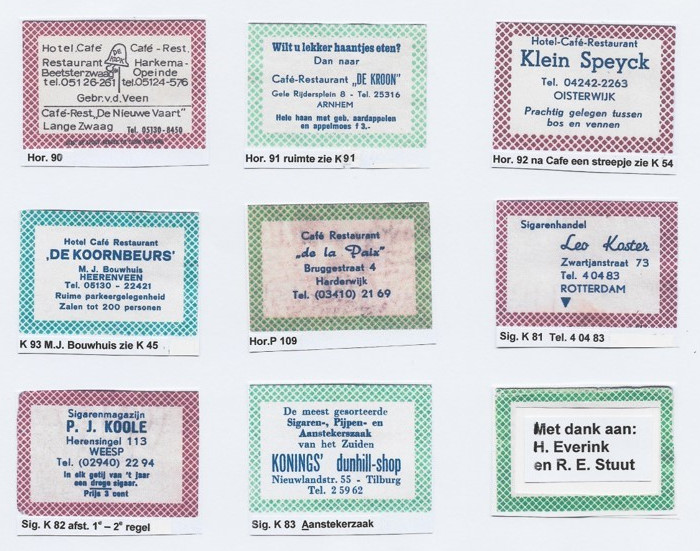 Hotel Café
Restaurant
Beetsterzwaag
tel.05126-261
DE KLOK
Café-Rest.
Harkema-
Opeinde
tel.05124-576
Gebr.v.d.Veen
Café-Rest.„De Nieuwe Vaart"
Lange Zwaag Tel. 05130-8450
Hor. 90
Wilt u lekker haantjes eten?
Dan naar
Café-Restaurant „DE KROON"
Gele Rijdersplein 8 - Tel. 25316
ARNHEM
Hele haan met geb. aardappelen
en appelmoes f 3.-
Hor. 91 ruimte zie K 91
Hotel-Café-Restaurant
Klein Speyck
Tel. 04242-2263
OISTERWIJK
Prachtig gelegen tussen
bos en vennen
Hor. 92 na Cafe een streepje zie K 54
Hotel Café Restaurant
‚DE KOORNBEURS'
M. J. Bouwhuis
HEERENVEEN
Tel. 05130 - 22421
Ruime parkeergelegenheid
Zalen tot 200 personen
K 93 M.J. Bouwhuis zie K 45
Café Restaurant
„de la Paix"
Bruggestraat 4
Harderwijk
Tel. (03410) 21 69
Hor.P 109
Sigarenhandel
Leo Koster
Zwartjanstraat 73
Tel. 4 04 83
ROTTERDAM
Sig. K 81 Tel. 4 04 83
Sigarenmagazijn
P. J. KOOLE
Herensingel 113
WEESP
Tel. (02940) 22 94
In elk getij van 't jaar
een droge sigaar.
Prijs 3 cent
Sig. K 82 afst. 1e – 2e regel
De meest gesorteerde
Sigaren-, Pijpen- en
Aanstekerszaak
van het Zuiden
KONINGS' dunhill-shop
Nieuwlandstr. 55 - Tilburg
Tel. 2 59 62
Sig. K 83 Aanstekerzaak
Met dank aan:
H. Everink
en R. E. Stuut